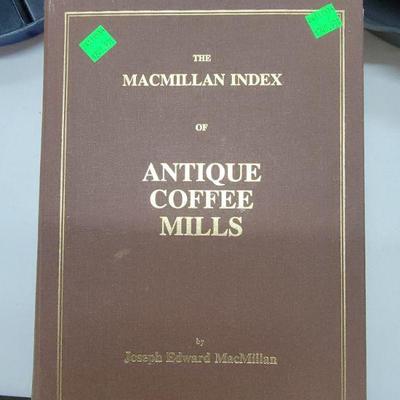 THE
MACMILLAN INDEX
OF
ANTIQUE
COFFEE
MILLS
by
Joseph Edward MacMillan